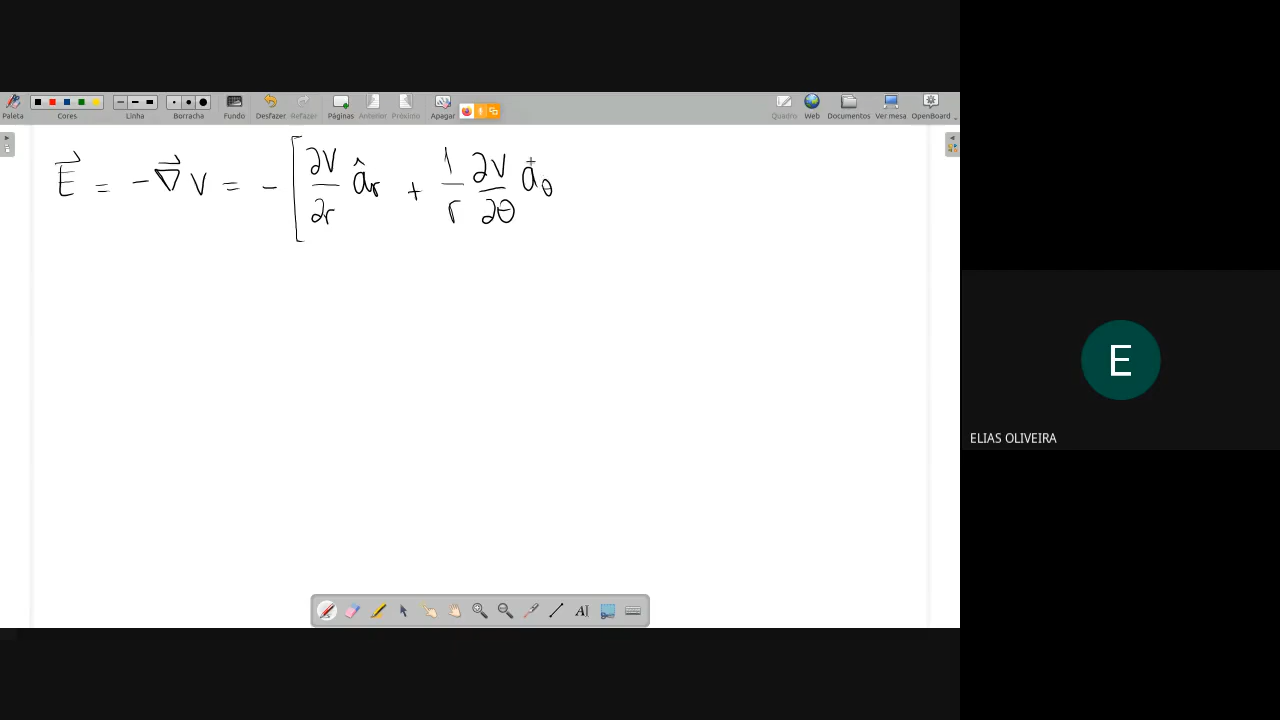 Paleta Cores Linha Borracha Fundo Desfazer Refazer Páginas Anterior Próximo Apagar Quadro Web Documentos Ver mesa OpenBoard
E⃗ = -∇⃗V = -[∂V/∂r âr + 1/r ∂V/∂θ âθ
E
ELIAS OLIVEIRA